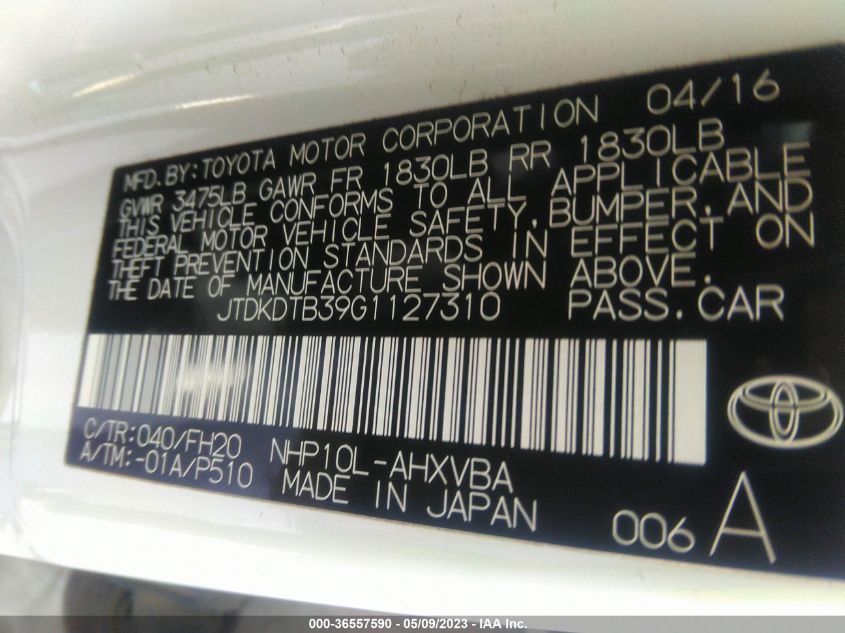 MFD.BY:TOYOTA MOTOR CORPORATION 04/16
GVWR 3475LB GAWR FR 1830LB RR 1830LB
THIS VEHICLE CONFORMS TO ALL APPLICABLE
FEDERAL MOTOR VEHICLE SAFETY,BUMPER,AND
THEFT PREVENTION STANDARDS IN EFFECT ON
THE DATE OF MANUFACTURE SHOWN ABOVE.
JTDKDTB39G1127310 PASS.CAR
C/TR:040/FH20 NHP10L-AHXVBA
A/TM:-01A/P510 MADE IN JAPAN
006 A
000-36557590 - 05/09/2023 - IAA Inc.